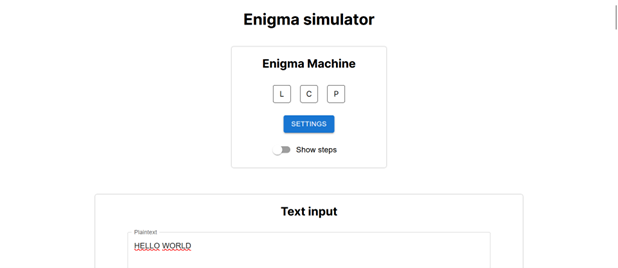 Enigma simulator
Enigma Machine
L C P
SETTINGS
Show steps
Text input
Plaintext
HELLO WORLD